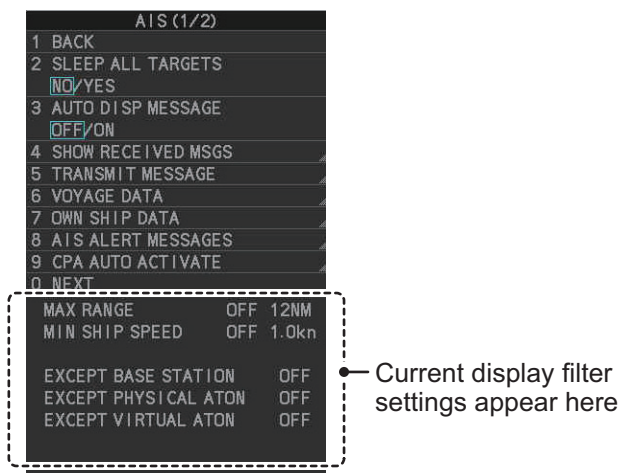 AIS (1/2)
1 BACK
2 SLEEP ALL TARGETS
NO/YES
3 AUTO DISP MESSAGE
OFF/ON
4 SHOW RECEIVED MSGS
5 TRANSMIT MESSAGE
6 VOYAGE DATA
7 OWN SHIP DATA
8 AIS ALERT MESSAGES
9 CPA AUTO ACTIVATE
0 NEXT
MAX RANGE OFF 12NM
MIN SHIP SPEED OFF 1.0kn
EXCEPT BASE STATION OFF
EXCEPT PHYSICAL ATON OFF
EXCEPT VIRTUAL ATON OFF
Current display filter
settings appear here